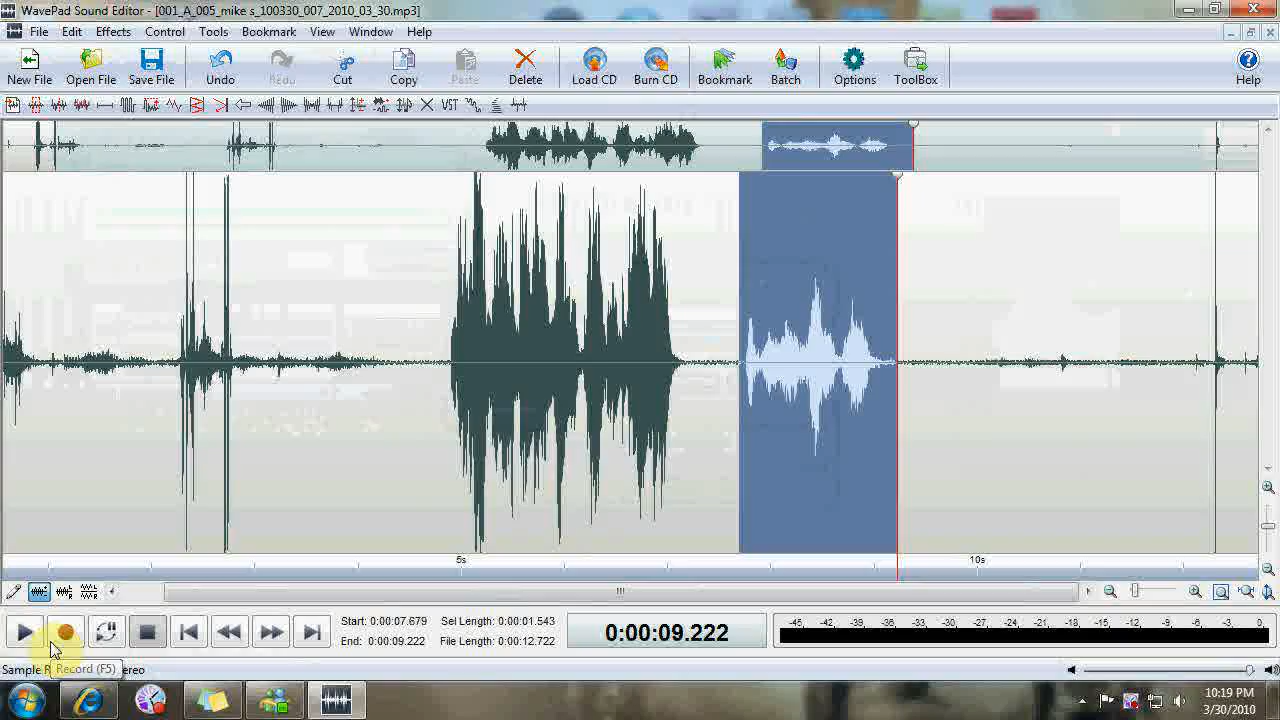 WavePad Sound Editor - [001_A_005_mike s_100330_007_2010_03_30.mp3]
File Edit Effects Control Tools Bookmark View Window Help
New File Open File Save File Undo Redo Cut Copy Paste Delete Load CD Burn CD Bookmark Batch Options ToolBox Help
VST
5s 10s
Start: 0:00:07.679 Sel Length: 0:00:01.543
End: 0:00:09.222 File Length: 0:00:12.722
0:00:09.222
-45, -42, -39, -36, -33, -30, -27, -24, -21, -18, -15, -12, -9, -6, -3, 0,
Sample R
Record (F5)
ereo
10:19 PM
3/30/2010